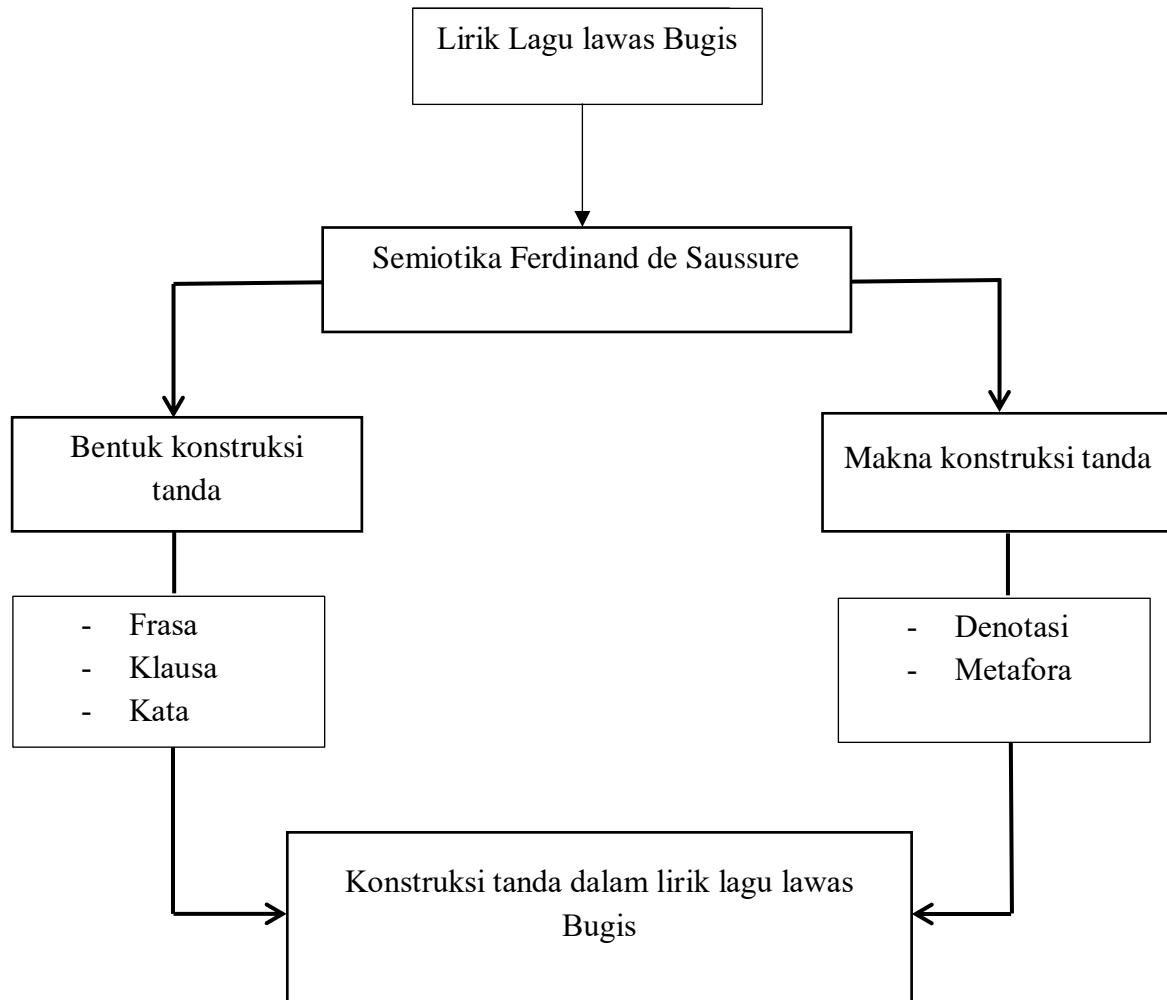 Lirik Lagu lawas Bugis
Semiotika Ferdinand de Saussure
Bentuk konstruksi
tanda
Makna konstruksi tanda
- Frasa
- Klausa
- Kata
- Denotasi
- Metafora
Konstruksi tanda dalam lirik lagu lawas
Bugis